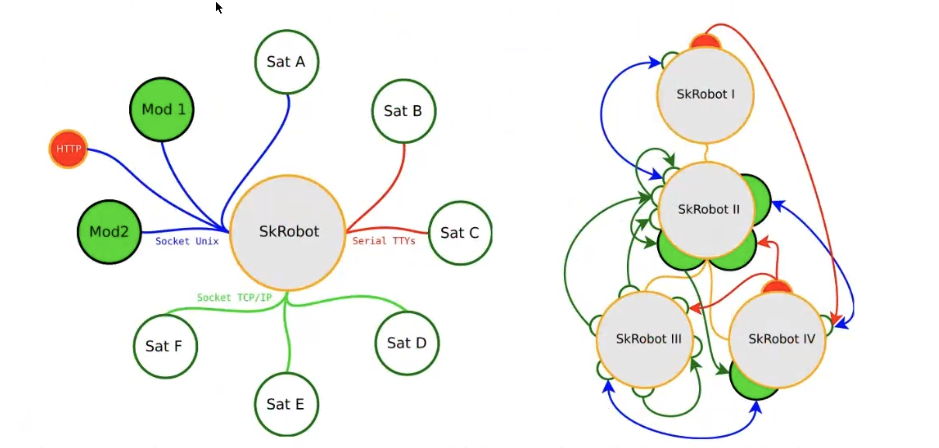 Sat A
Mod 1
Sat B
HTTP
Mod2
SkRobot
Sat C
Socket Unix
Serial TTYs
Socket TCP/IP
Sat F
Sat D
Sat E
SkRobot I
SkRobot II
SkRobot III
SkRobot IV